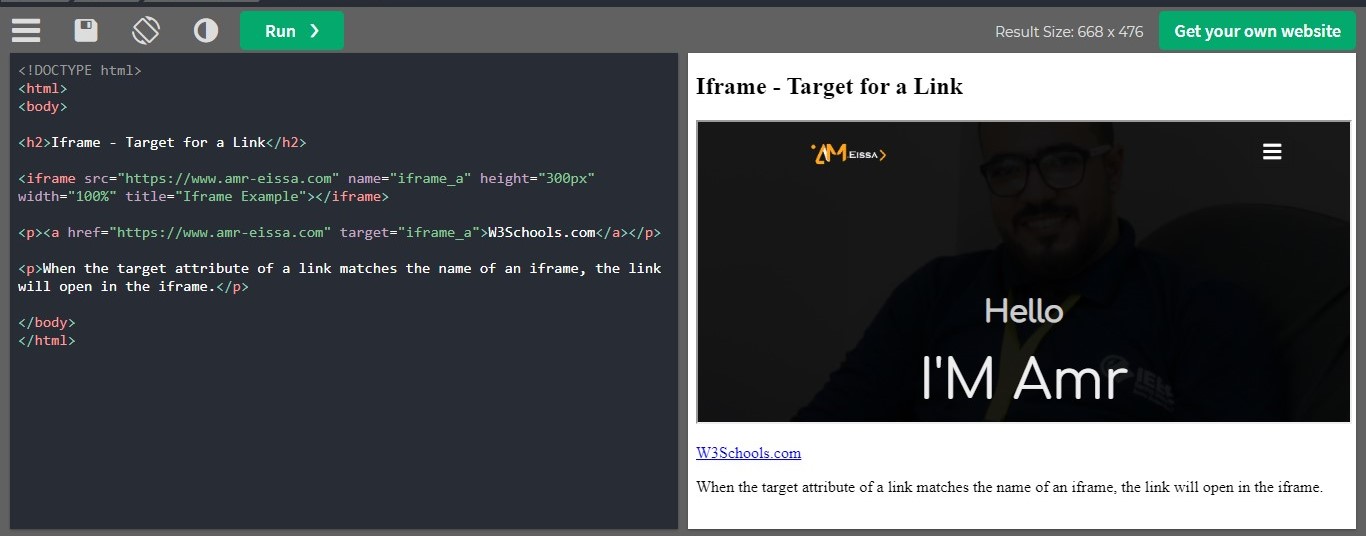 Run ❯
Result Size: 668 x 476
Get your own website
<!DOCTYPE html>
<html>
<body>
<h2>Iframe - Target for a Link</h2>
<iframe src="https://www.amr-eissa.com" name="iframe_a" height="300px"
width="100%" title="Iframe Example"></iframe>
<p><a href="https://www.amr-eissa.com" target="iframe_a">W3Schools.com</a></p>
<p>When the target attribute of a link matches the name of an iframe, the link
will open in the iframe.</p>
</body>
</html>
Iframe - Target for a Link
AM EISSA
Hello
I'M Amr
W3Schools.com
When the target attribute of a link matches the name of an iframe, the link will open in the iframe.